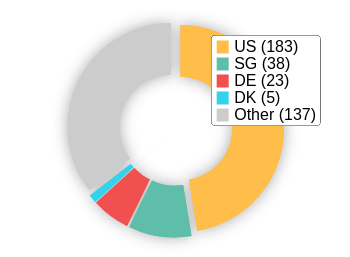 US (183)
SG (38)
DE (23)
DK (5)
Other (137)